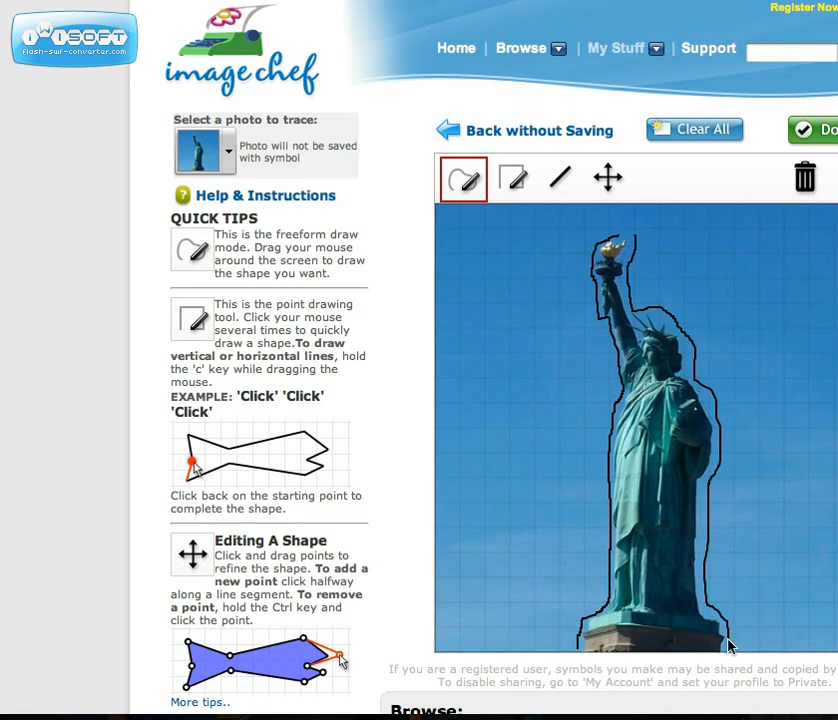 Register Now
iWiSOFT
flash-swf-converter.com
image chef
Home | Browse | My Stuff | Support
Select a photo to trace:
Photo will not be saved
with symbol
Back without Saving
Clear All
Do
? Help & Instructions
QUICK TIPS
This is the freeform draw
mode. Drag your mouse
around the screen to draw
the shape you want.
This is the point drawing
tool. Click your mouse
several times to quickly
draw a shape.To draw
vertical or horizontal lines, hold
the 'c' key while dragging the
mouse.
EXAMPLE: 'Click' 'Click'
'Click'
Click back on the starting point to
complete the shape.
Editing A Shape
Click and drag points to
refine the shape. To add a
new point click halfway
along a line segment. To remove
a point, hold the Ctrl key and
click the point.
More tips..
If you are a registered user, symbols you make may be shared and copied by
To disable sharing, go to 'My Account' and set your profile to Private.
Browse: